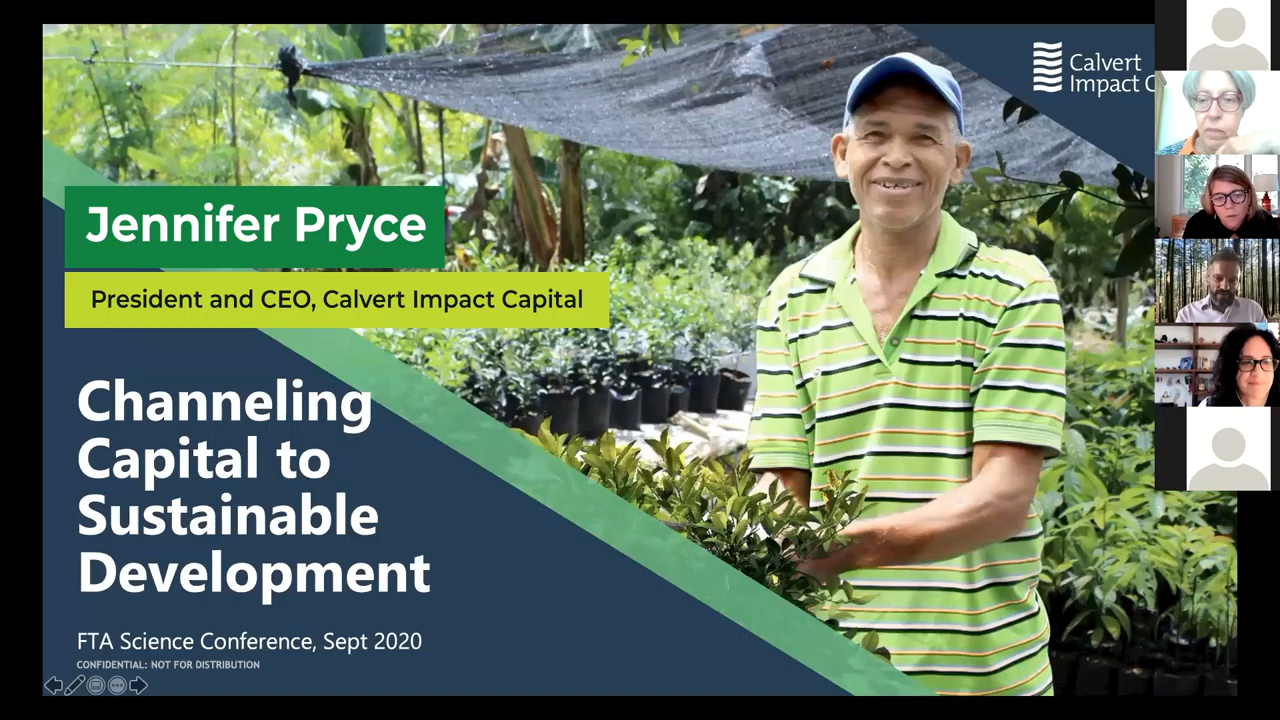 Calvert
Impact C
Jennifer Pryce
President and CEO, Calvert Impact Capital
Channeling
Capital to
Sustainable
Development
FTA Science Conference, Sept 2020
CONFIDENTIAL: NOT FOR DISTRIBUTION